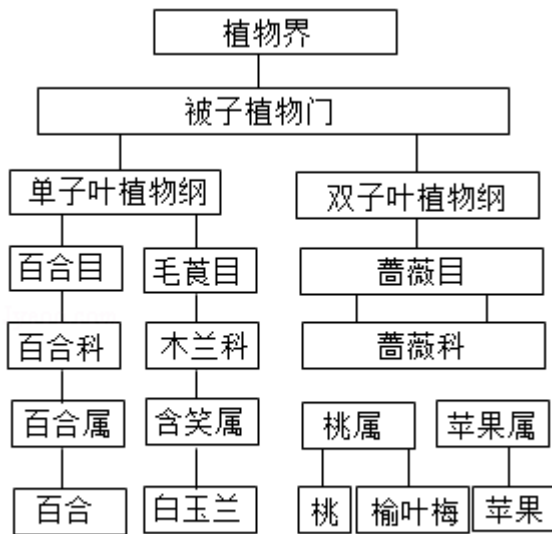 植物界
被子植物门
单子叶植物纲 双子叶植物纲
百合目 毛莨目 蔷薇目
百合科 木兰科 蔷薇科
百合属 含笑属 桃属 苹果属
百合 白玉兰 桃 榆叶梅 苹果